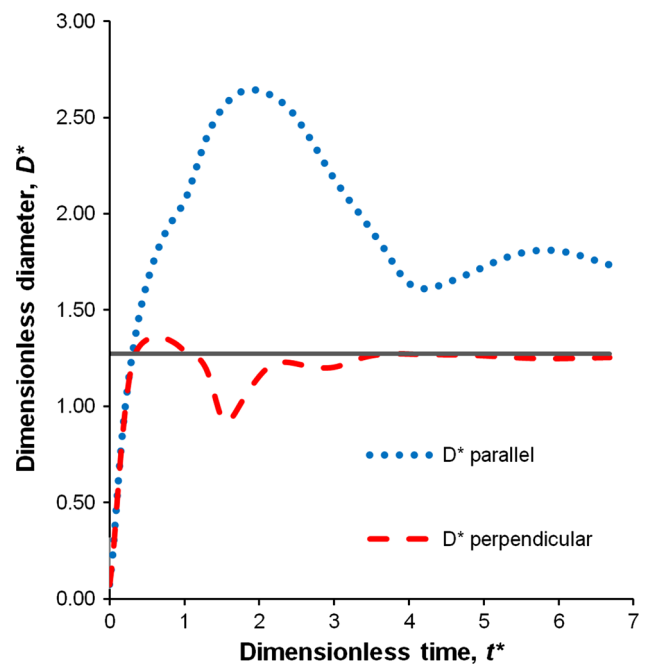 3.00
2.50
2.00
1.50
1.00
0.50
0.00
Dimensionless diameter, D*
D* parallel
D* perpendicular
0 1 2 3 4 5 6 7
Dimensionless time, t*